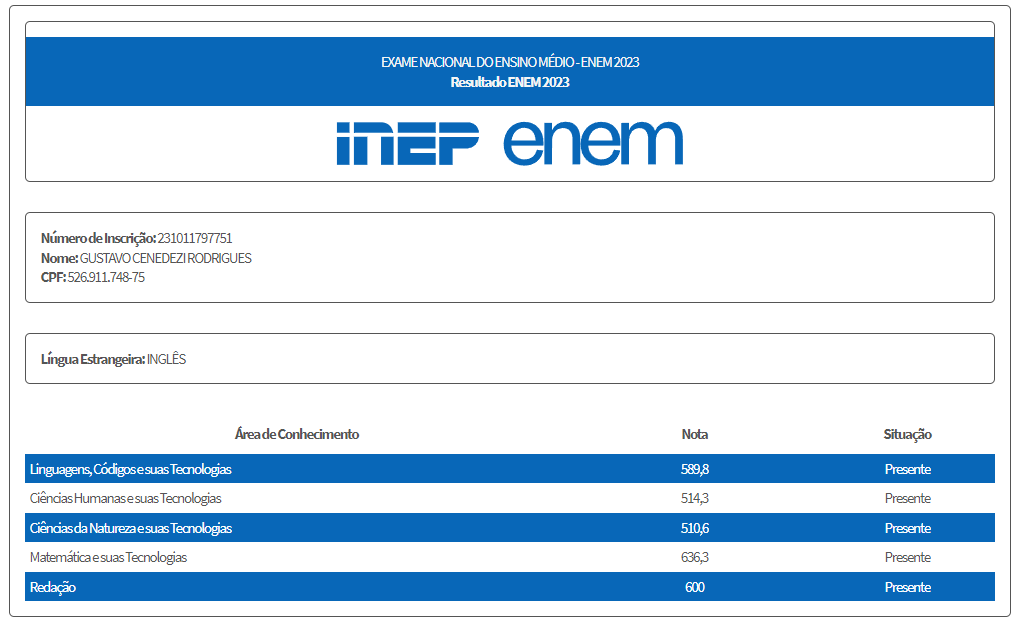 EXAME NACIONAL DO ENSINO MÉDIO - ENEM 2023
Resultado ENEM 2023
inep enem
Número de Inscrição: 231011797751
Nome: GUSTAVO CENEDEZI RODRIGUES
CPF: 526.911.748-75
Língua Estrangeira: INGLÊS
Área de Conhecimento Nota Situação
Linguagens, Códigos e suas Tecnologias 589,8 Presente
Ciências Humanas e suas Tecnologias 514,3 Presente
Ciências da Natureza e suas Tecnologias 510,6 Presente
Matemática e suas Tecnologias 636,3 Presente
Redação 600 Presente